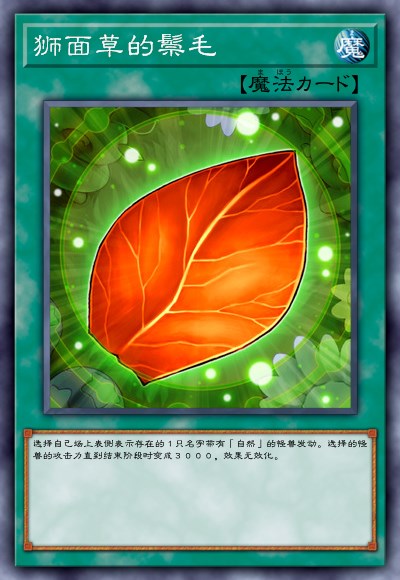 狮面草的鬃毛
魔
【魔法カード】
ま ほう
选择自己场上表侧表示存在的１只名字带有「自然」的怪兽发动。选择的怪
兽的攻击力直到结束阶段时变成３０００，效果无效化。